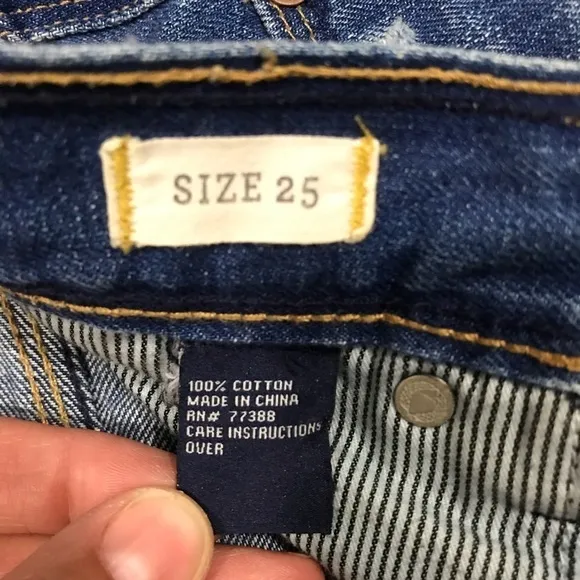 SIZE 25
100% COTTON
MADE IN CHINA
RN# 77388
CARE INSTRUCTIONS
OVER